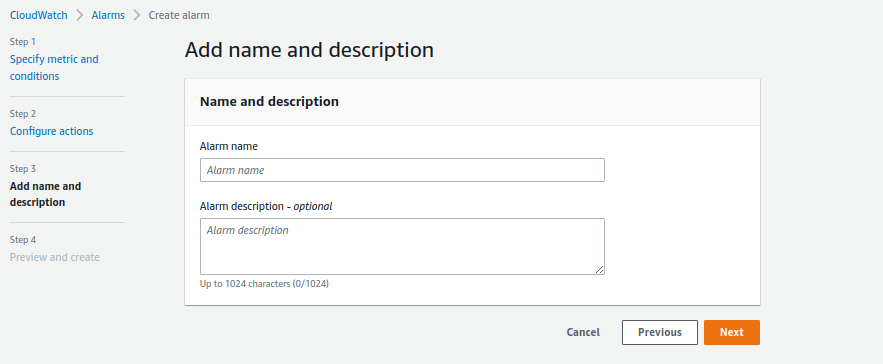 CloudWatch > Alarms > Create alarm
Step 1
Specify metric and
conditions
Step 2
Configure actions
Step 3
Add name and
description
Step 4
Preview and create
Add name and description
Name and description
Alarm name
Alarm name
Alarm description - optional
Alarm description
Up to 1024 characters (0/1024)
Cancel Previous Next